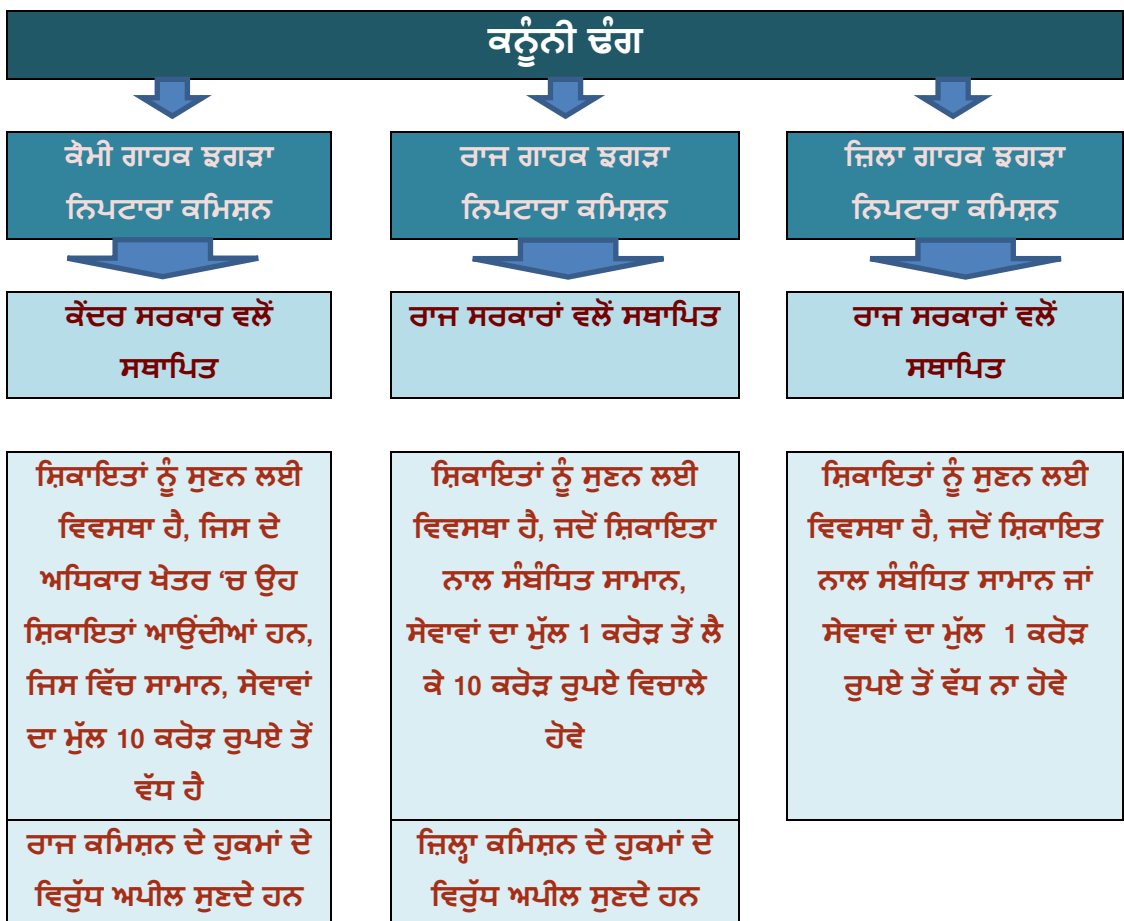 ਕਨੂੰਨੀ ਢੰਗ
ਕੌਮੀ ਗਾਹਕ ਝਗੜਾ
ਨਿਪਟਾਰਾ ਕਮਿਸ਼ਨ
ਕੇਂਦਰ ਸਰਕਾਰ ਵਲੋਂ
ਸਥਾਪਿਤ
ਸ਼ਿਕਾਇਤਾਂ ਨੂੰ ਸੁਣਨ ਲਈ
ਵਿਵਸਥਾ ਹੈ, ਜਿਸ ਦੇ
ਅਧਿਕਾਰ ਖੇਤਰ ‘ਚ ਉਹ
ਸ਼ਿਕਾਇਤਾਂ ਆਉਂਦੀਆਂ ਹਨ,
ਜਿਸ ਵਿੱਚ ਸਾਮਾਨ, ਸੇਵਾਵਾਂ
ਦਾ ਮੁੱਲ 10 ਕਰੋੜ ਰੁਪਏ ਤੋਂ
ਵੱਧ ਹੈ
ਰਾਜ ਕਮਿਸ਼ਨ ਦੇ ਹੁਕਮਾਂ ਦੇ
ਵਿਰੁੱਧ ਅਪੀਲ ਸੁਣਦੇ ਹਨ
ਰਾਜ ਗਾਹਕ ਝਗੜਾ
ਨਿਪਟਾਰਾ ਕਮਿਸ਼ਨ
ਰਾਜ ਸਰਕਾਰਾਂ ਵਲੋਂ ਸਥਾਪਿਤ
ਸ਼ਿਕਾਇਤਾਂ ਨੂੰ ਸੁਣਨ ਲਈ
ਵਿਵਸਥਾ ਹੈ, ਜਦੋਂ ਸ਼ਿਕਾਇਤਾ
ਨਾਲ ਸੰਬੰਧਿਤ ਸਾਮਾਨ,
ਸੇਵਾਵਾਂ ਦਾ ਮੁੱਲ 1 ਕਰੋੜ ਤੋਂ ਲੈ
ਕੇ 10 ਕਰੋੜ ਰੁਪਏ ਵਿਚਾਲੇ
ਹੋਵੇ
ਜ਼ਿਲ੍ਹਾ ਕਮਿਸ਼ਨ ਦੇ ਹੁਕਮਾਂ ਦੇ
ਵਿਰੁੱਧ ਅਪੀਲ ਸੁਣਦੇ ਹਨ
ਜ਼ਿਲਾ ਗਾਹਕ ਝਗੜਾ
ਨਿਪਟਾਰਾ ਕਮਿਸ਼ਨ
ਰਾਜ ਸਰਕਾਰਾਂ ਵਲੋਂ
ਸਥਾਪਿਤ
ਸ਼ਿਕਾਇਤਾਂ ਨੂੰ ਸੁਣਨ ਲਈ
ਵਿਵਸਥਾ ਹੈ, ਜਦੋਂ ਸ਼ਿਕਾਇਤ
ਨਾਲ ਸੰਬੰਧਿਤ ਸਾਮਾਨ ਜਾਂ
ਸੇਵਾਵਾਂ ਦਾ ਮੁੱਲ 1 ਕਰੋੜ
ਰੁਪਏ ਤੋਂ ਵੱਧ ਨਾ ਹੋਵੇ